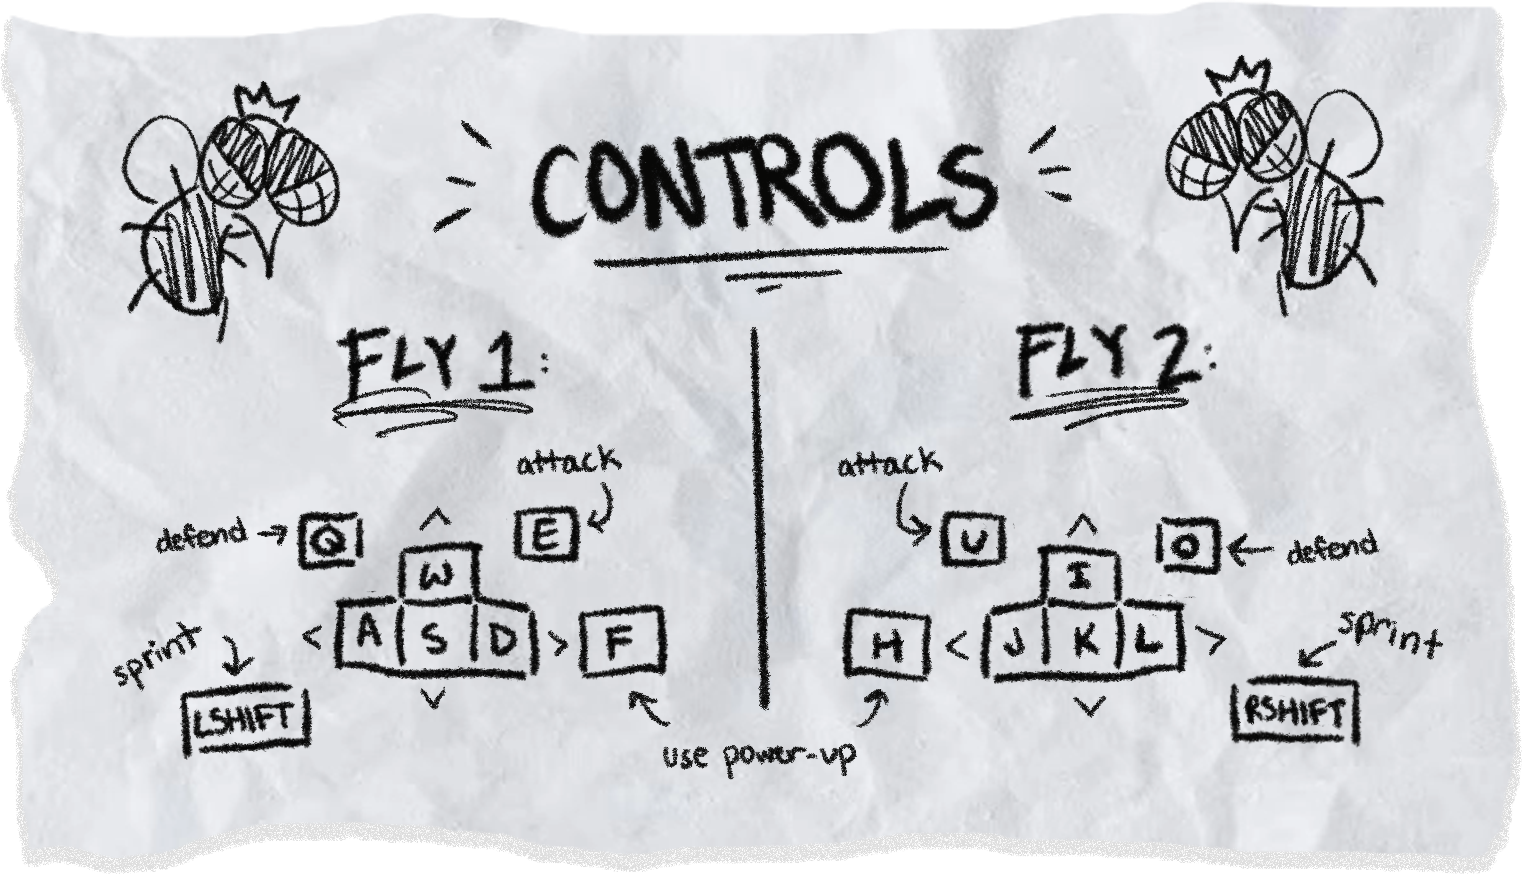 CONTROLS
FLY 1:
attack
defend → Q
E
^
W
< A S D > F
sprint
LSHIFT
v
FLY 2:
attack
U
^
O ← defend
I
H < J K L >
sprint
RSHIFT
v
use power-up